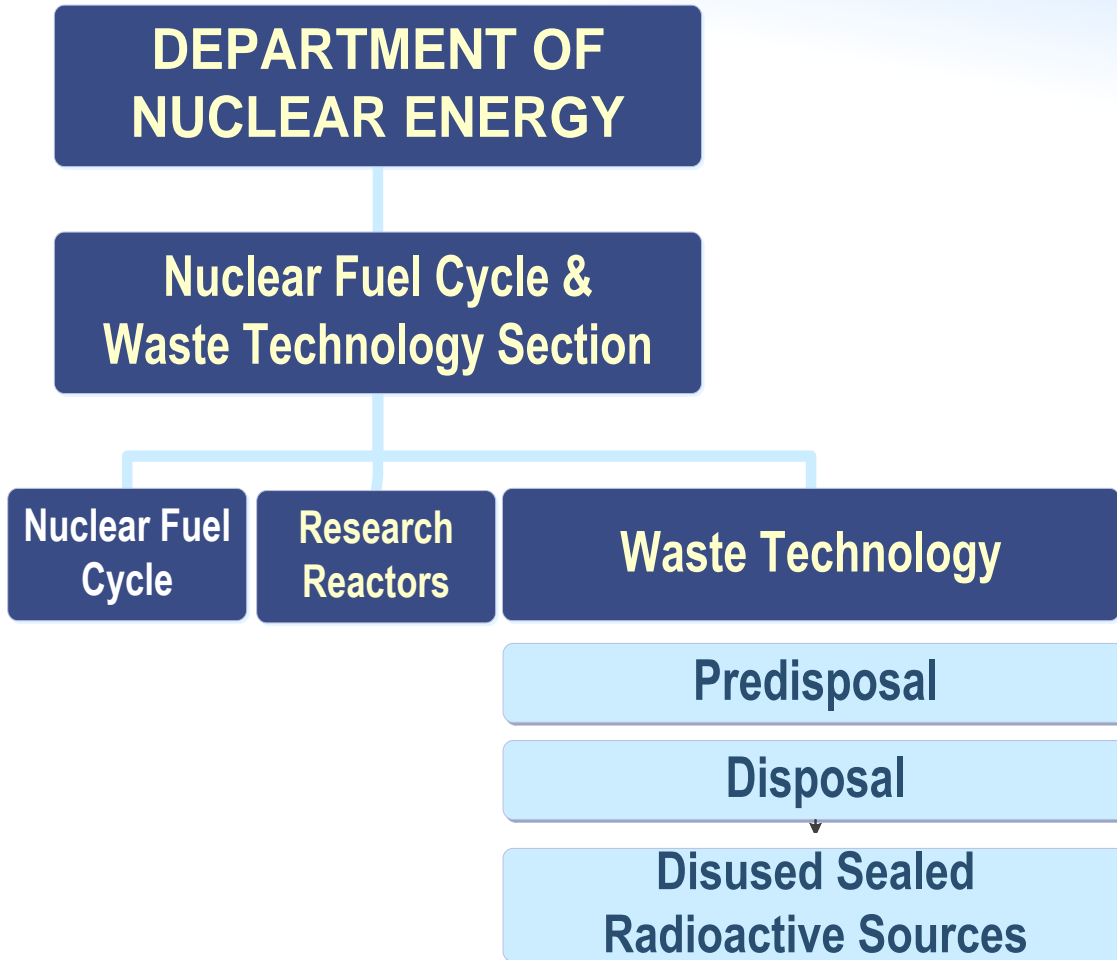 DEPARTMENT OF
NUCLEAR ENERGY
Nuclear Fuel Cycle &
Waste Technology Section
Nuclear Fuel
Cycle
Research
Reactors
Waste Technology
Predisposal
Disposal
Disused Sealed
Radioactive Sources